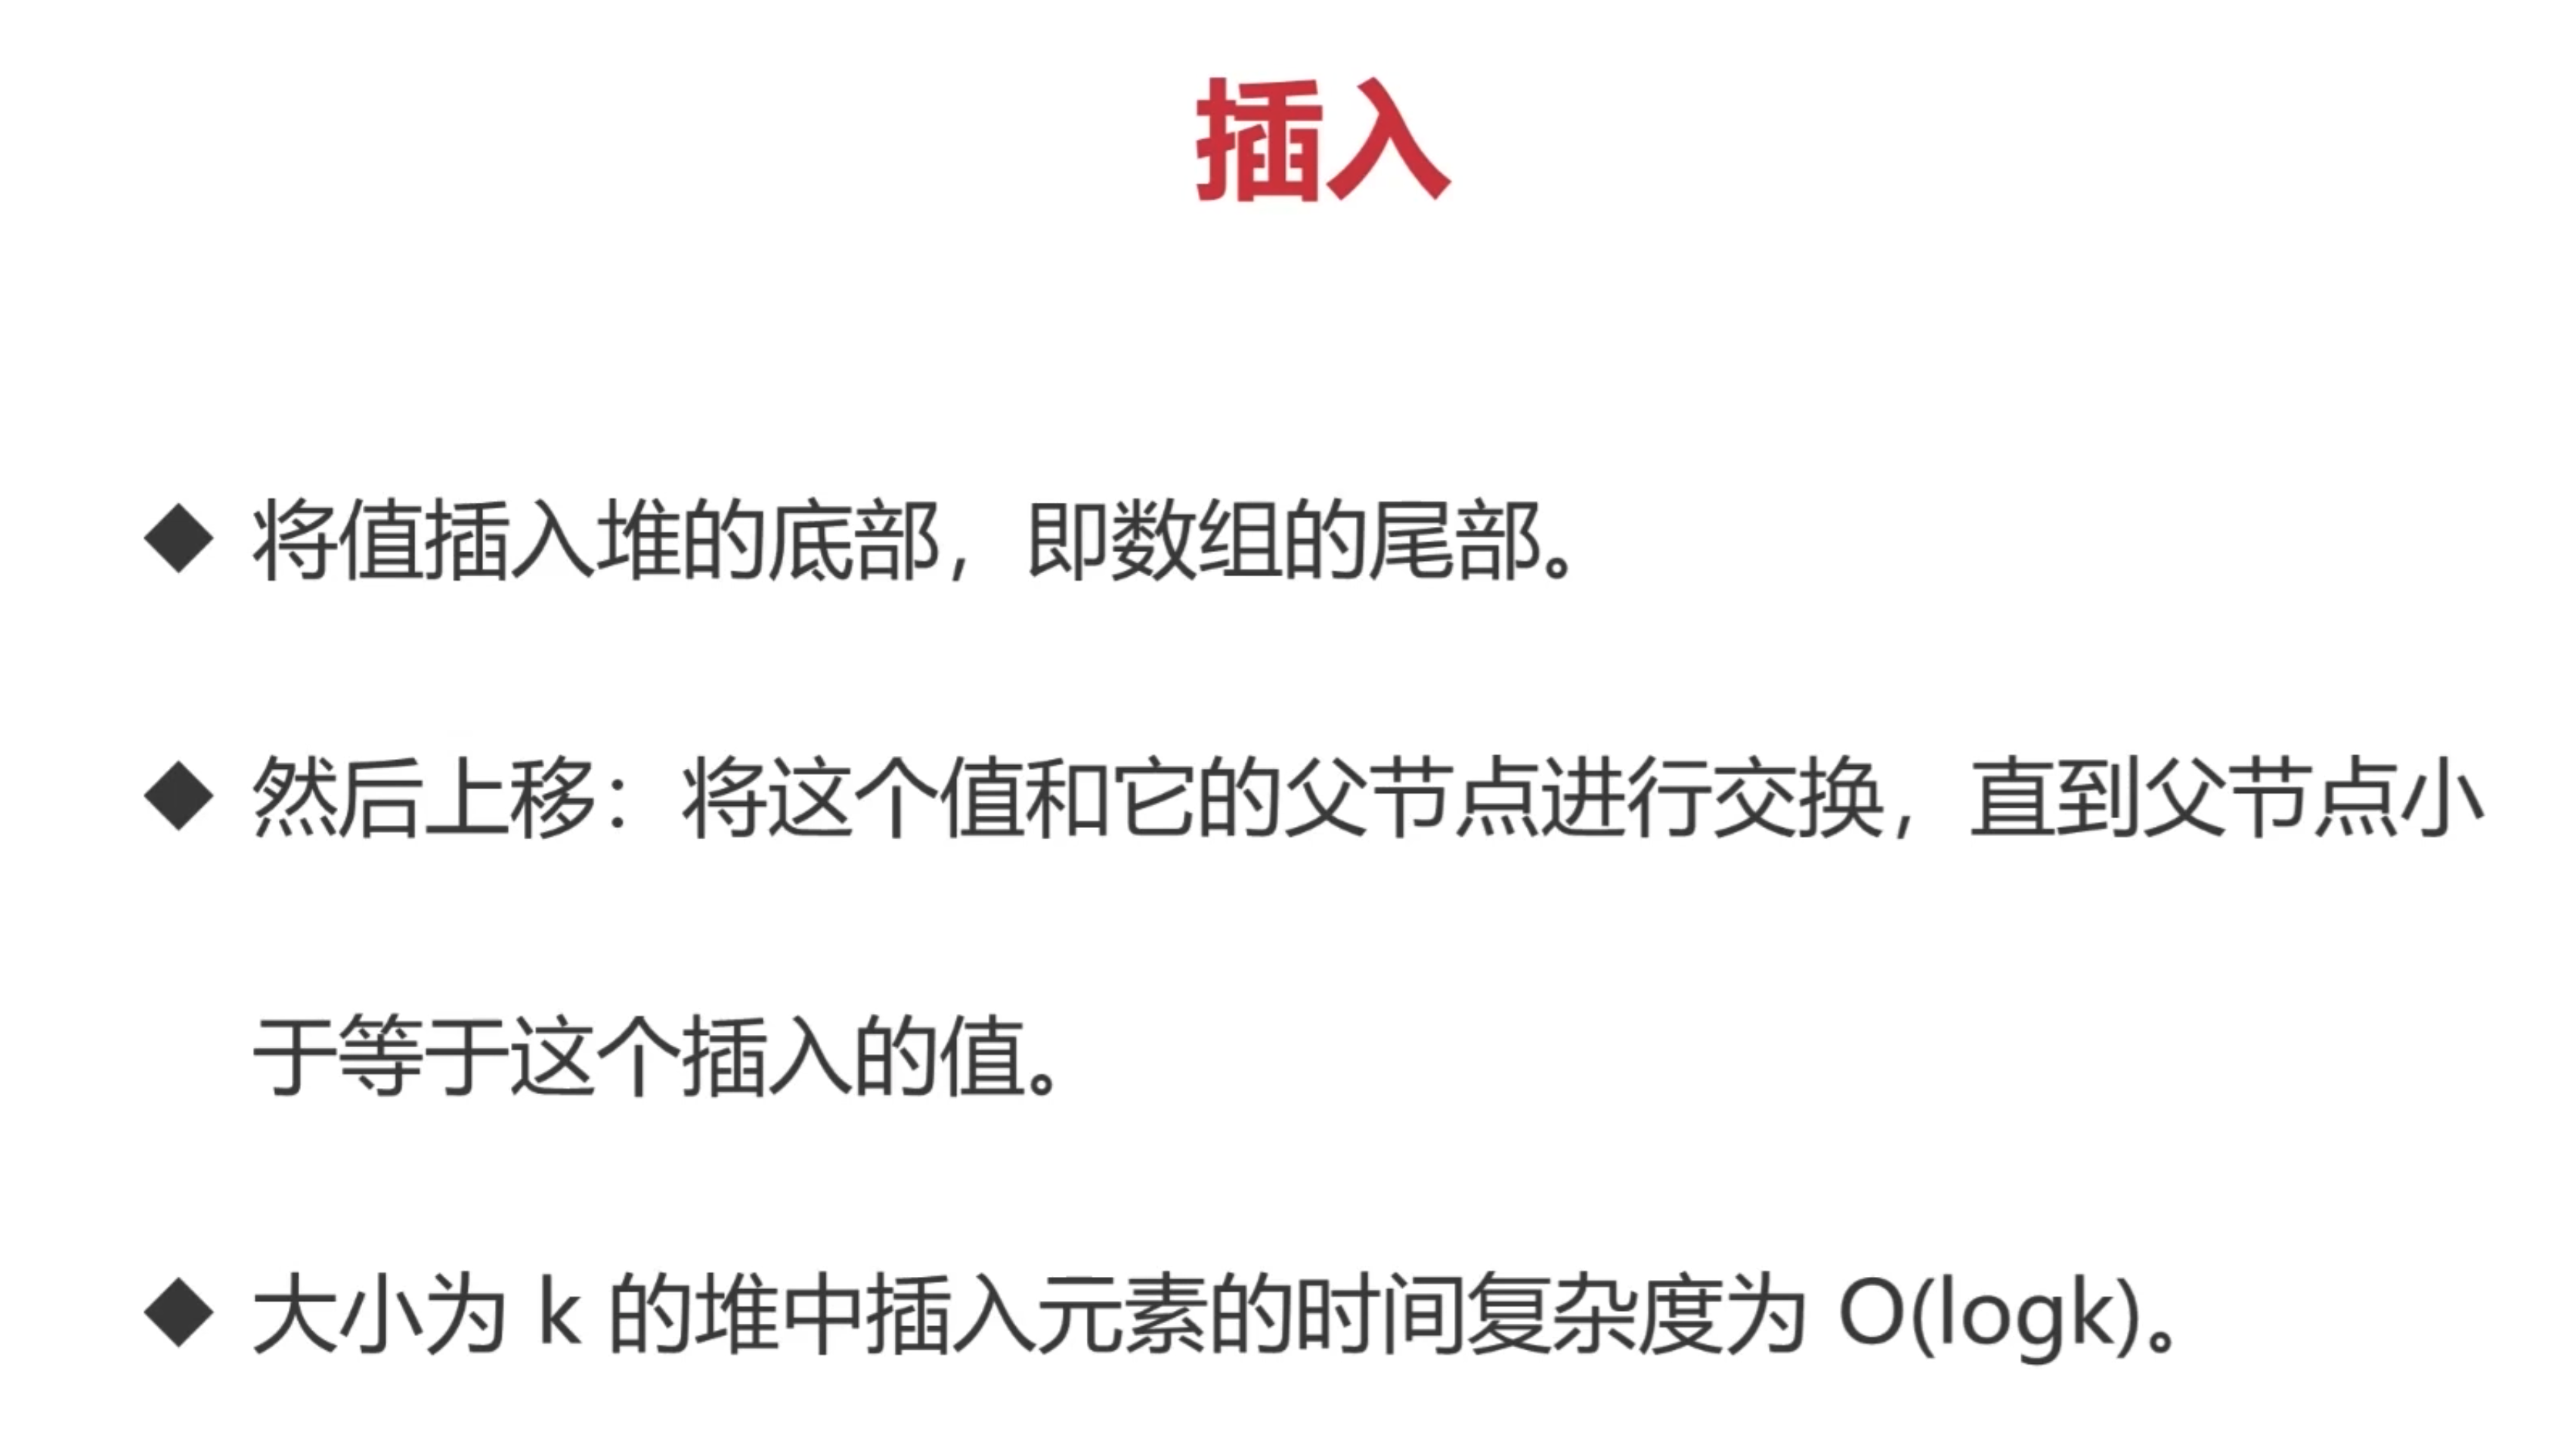 插入
◆ 将值插入堆的底部，即数组的尾部。
◆ 然后上移：将这个值和它的父节点进行交换，直到父节点小
于等于这个插入的值。
◆ 大小为 k 的堆中插入元素的时间复杂度为 O(logk)。